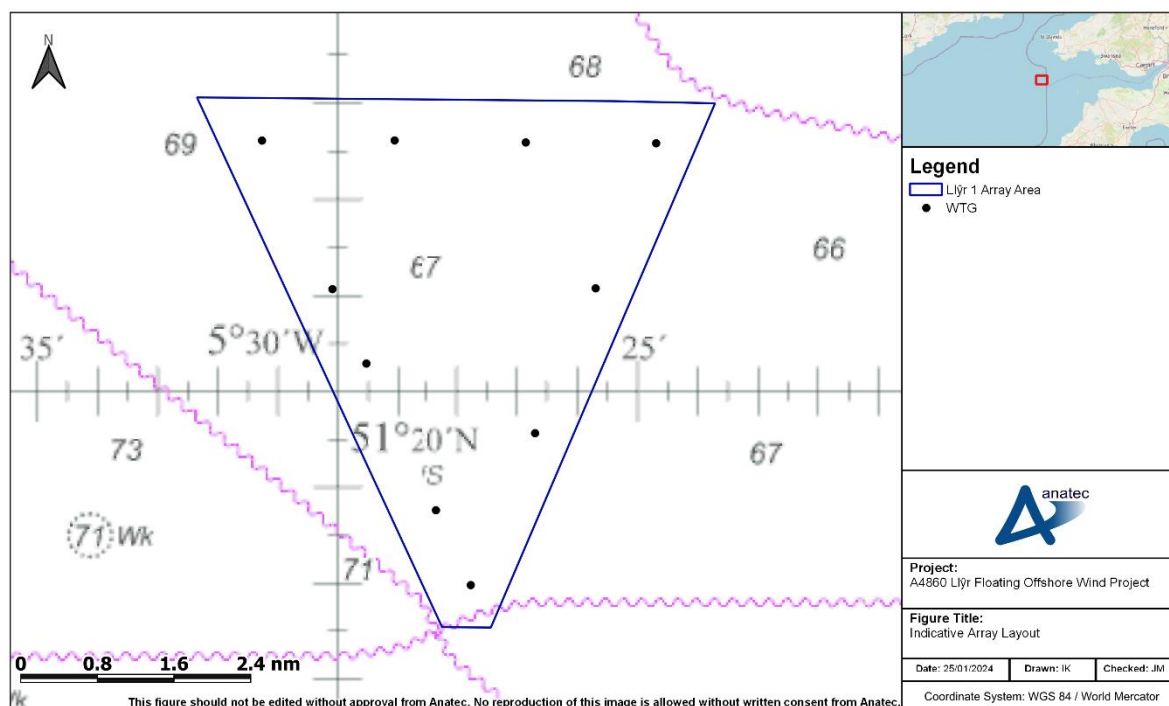 N
68
69
66
67
5°30´W
35´
25´
51°20´N
73
67
71 Wk
71
0 0.8 1.6 2.4 nm
This figure should not be edited without approval from Anatec. No reproduction of this image is allowed without written consent from Anatec.
Legend
Llŷr 1 Array Area
WTG
anatec
Project:
A4860 Llŷr Floating Offshore Wind Project
Figure Title:
Indicative Array Layout
Date: 25/01/2024 Drawn: IK Checked: JM
Coordinate System: WGS 84 / World Mercator